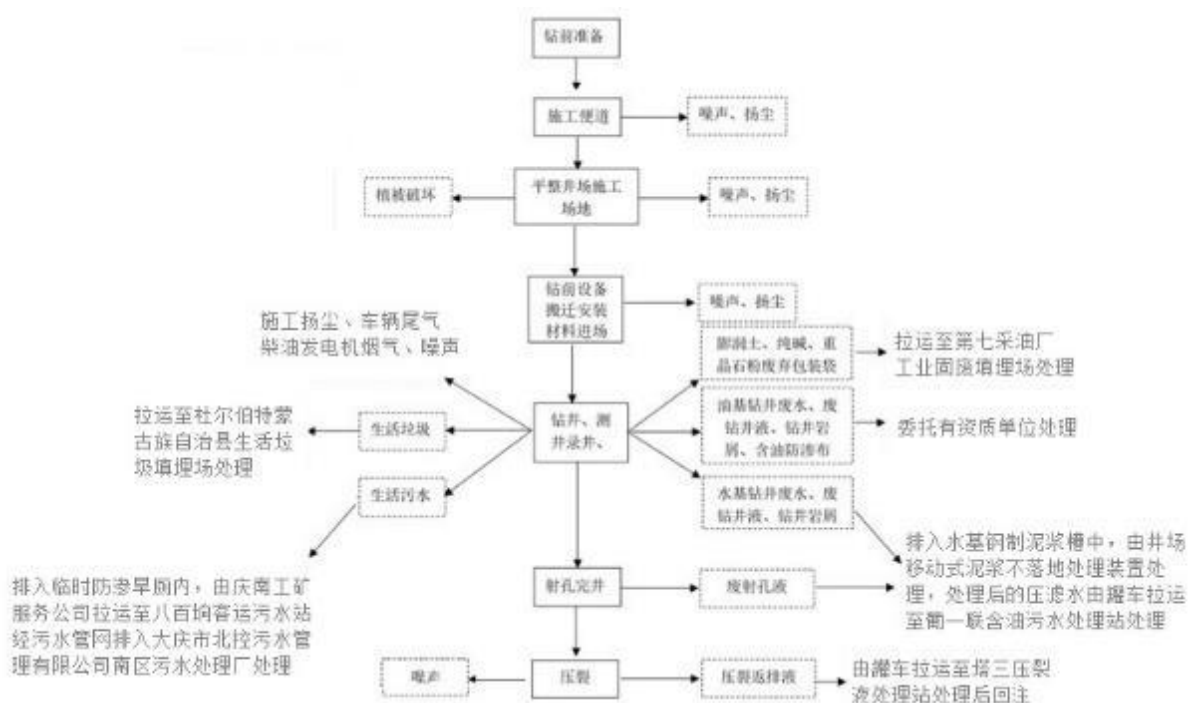 钻前准备
施工便道
噪声、扬尘
植被破坏
平整井场施工
场地
噪声、扬尘
钻前设备
搬迁安装
材料进场
噪声、扬尘
施工扬尘、车辆尾气
柴油发电机烟气、噪声
膨润土、纯碱、重
晶石粉废弃包装袋
拉运至第七采油厂
工业固废填埋场处理
拉运至杜尔伯特蒙
古族自治县生活垃
圾填埋场处理
生活垃圾
钻井、测
井录井、
油基钻井废水、废
钻井液、钻井岩
屑、含油防渗布
委托有资质单位处理
生活污水
水基钻井废水、废
钻井液、钻井岩屑
排入临时防渗旱厕内，由庆南工矿
服务公司拉运至八百垧客运污水站
经污水管网排入大庆市北控污水管
理有限公司南区污水处理厂处理
射孔完井
废射孔液
排入水基钢制泥浆槽中，由井场
移动式泥浆不落地处理装置处
理，处理后的压滤水由罐车拉运
至葡一联含油污水处理站处理
噪声
压裂
压裂返排液
由罐车拉运至塔三压裂
液处理站处理后回注